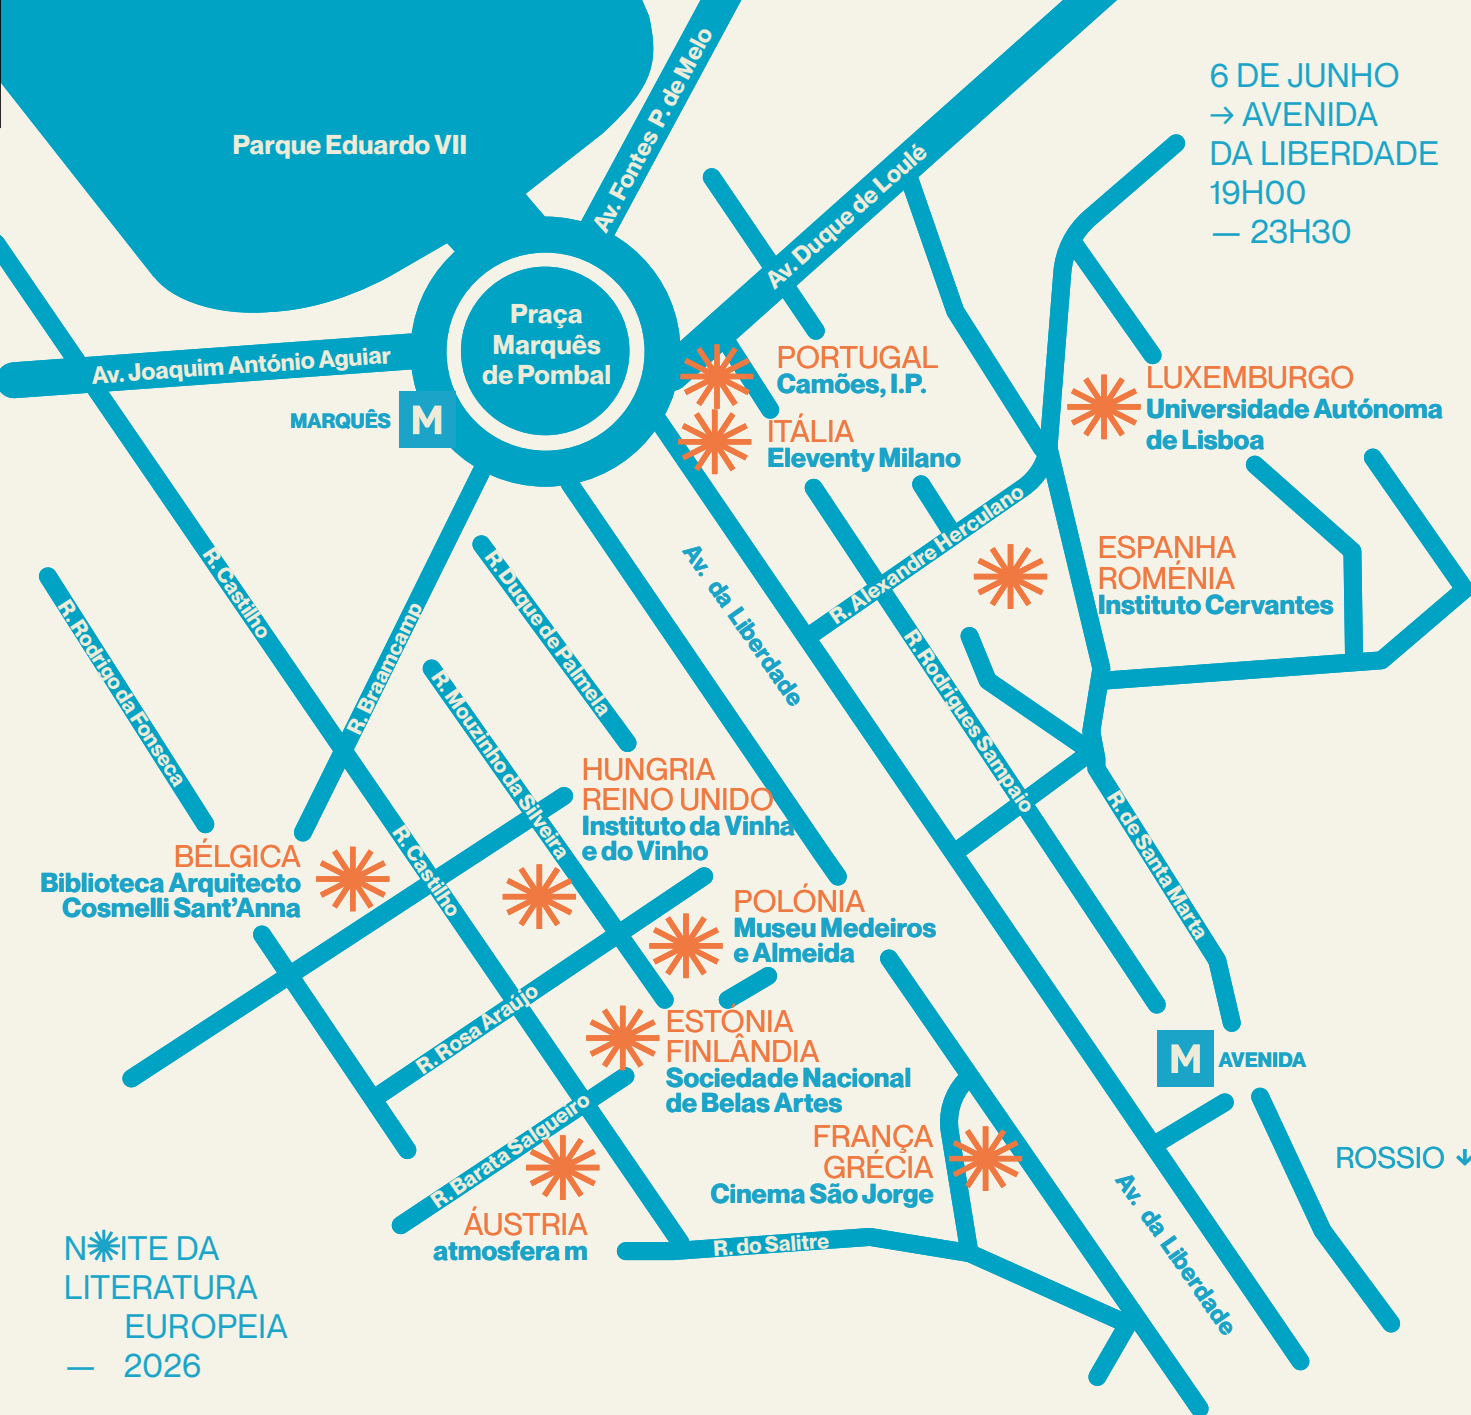 Parque Eduardo VII
Av. Fontes P. de Melo
6 DE JUNHO
→ AVENIDA
DA LIBERDADE
19H00
— 23H30
Av. Duque de Loulé
Praça
Marquês
de Pombal
Av. Joaquim António Aguiar
MARQUÊS
M
PORTUGAL
Camões, I.P.
ITÁLIA
Eleventy Milano
LUXEMBURGO
Universidade Autónoma
de Lisboa
R. Alexandre Herculano
ESPANHA
ROMÉNIA
Instituto Cervantes
R. Castilho
R. Rodrigo da Fonseca
R. Braamcamp
R. Duque de Palmela
R. Mouzinho da Silveira
Av. da Liberdade
R. Rodrigues Sampaio
R. de Santa Marta
HUNGRIA
REINO UNIDO
Instituto da Vinha
e do Vinho
BÉLGICA
Biblioteca Arquitecto
Cosmelli Sant'Anna
R. Castilho
POLÓNIA
Museu Medeiros
e Almeida
R. Rosa Araújo
ESTÓNIA
FINLÂNDIA
Sociedade Nacional
de Belas Artes
M
AVENIDA
R. Barata Salgueiro
FRANÇA
GRÉCIA
Cinema São Jorge
ROSSIO ↓
ÁUSTRIA
atmosfera m
R. do Salitre
Av. da Liberdade
NOITE DA
LITERATURA
EUROPEIA
— 2026